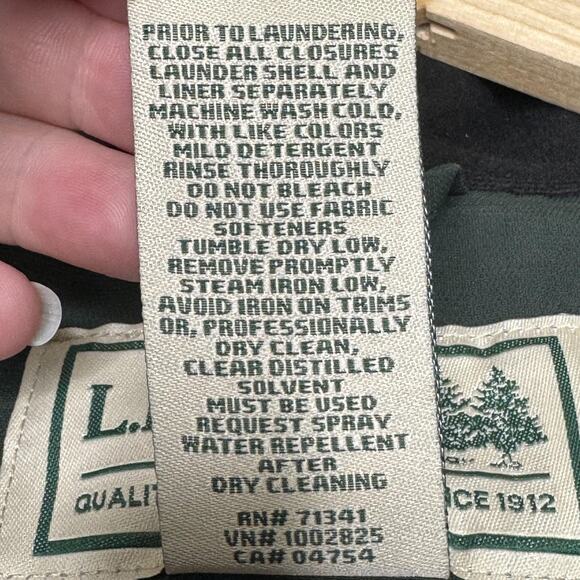 PRIOR TO LAUNDERING,
CLOSE ALL CLOSURES
LAUNDER SHELL AND
LINER SEPARATELY
MACHINE WASH COLD,
WITH LIKE COLORS
MILD DETERGENT
RINSE THOROUGHLY
DO NOT BLEACH
DO NOT USE FABRIC
SOFTENERS
TUMBLE DRY LOW,
REMOVE PROMPTLY
STEAM IRON LOW,
AVOID IRON ON TRIMS
OR, PROFESSIONALLY
DRY CLEAN,
CLEAR DISTILLED
SOLVENT
MUST BE USED
REQUEST SPRAY
WATER REPELLENT
AFTER
DRY CLEANING
RN# 71341
VN# 1002825
CA# 04754
L.
QUALIT
NCE 1912